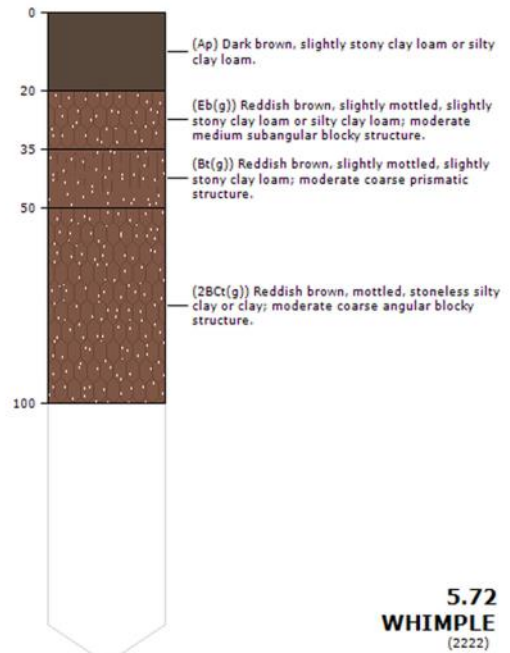 0
(Ap) Dark brown, slightly stony clay loam or silty
clay loam.
20
(Eb(g)) Reddish brown, slightly mottled, slightly
stony clay loam or silty clay loam; moderate
medium subangular blocky structure.
35
(Bt(g)) Reddish brown, slightly mottled, slightly
stony clay loam; moderate coarse prismatic
structure.
50
(2BCt(g)) Reddish brown, mottled, stoneless silty
clay or clay; moderate coarse angular blocky
structure.
100
5.72
WHIMPLE
(2222)